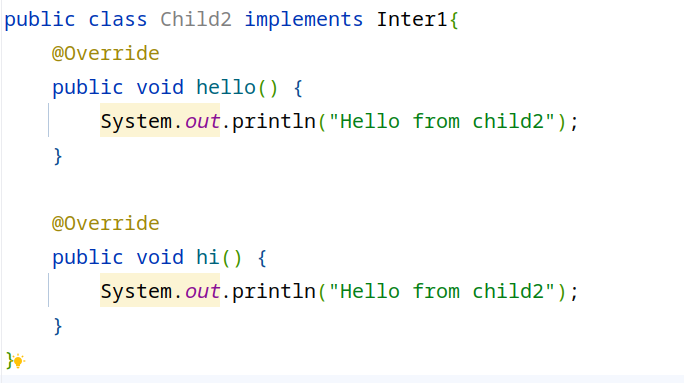 public class Child2 implements Inter1{
@Override
public void hello() {
System.out.println("Hello from child2");
}
@Override
public void hi() {
System.out.println("Hello from child2");
}
}